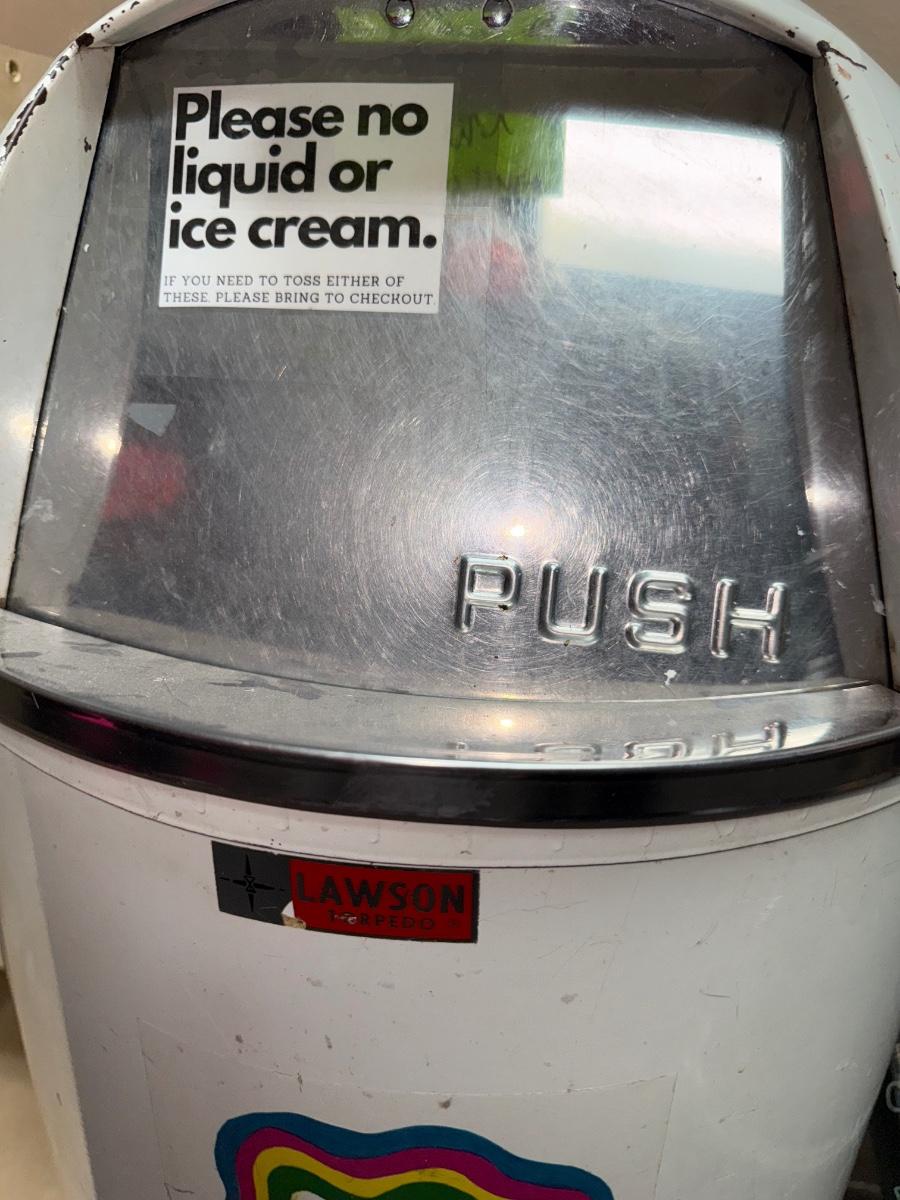 Please no
liquid or
ice cream.
IF YOU NEED TO TOSS EITHER OF
THESE, PLEASE BRING TO CHECKOUT.
PUSH
LAWSON
TORPEDO